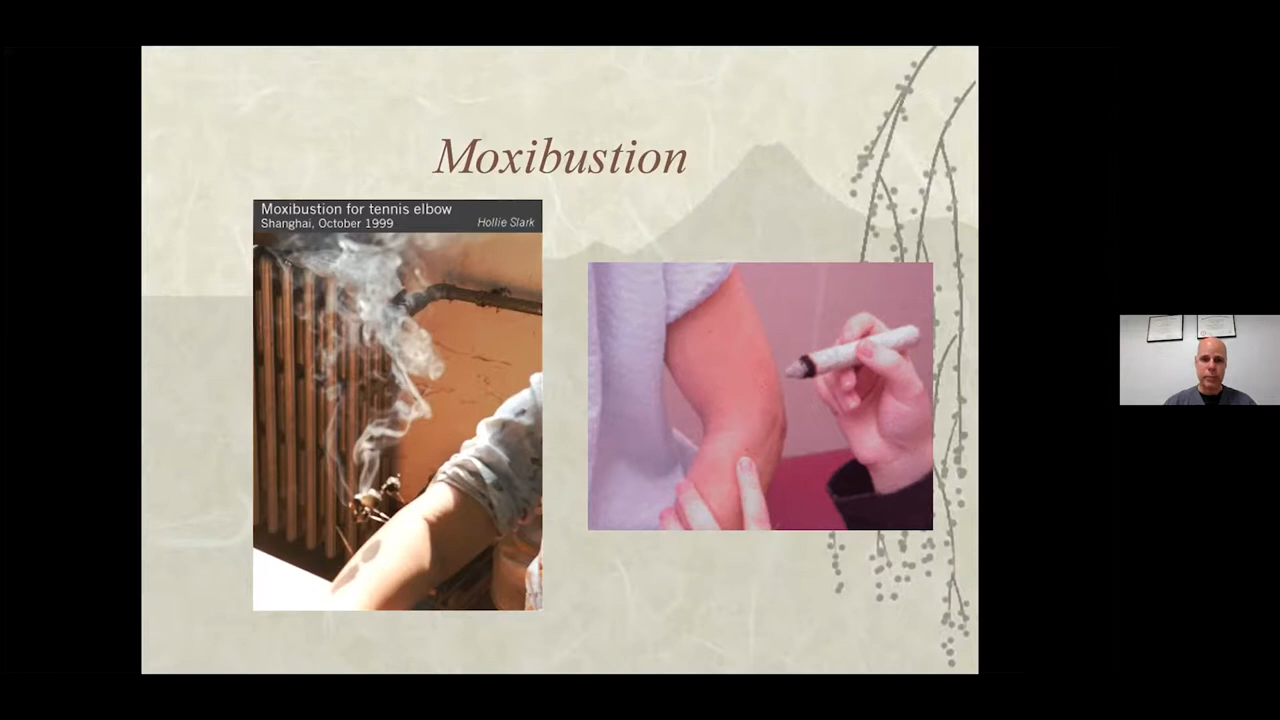 Moxibustion
Moxibustion for tennis elbow
Shanghai, October 1999
Hollie Slark